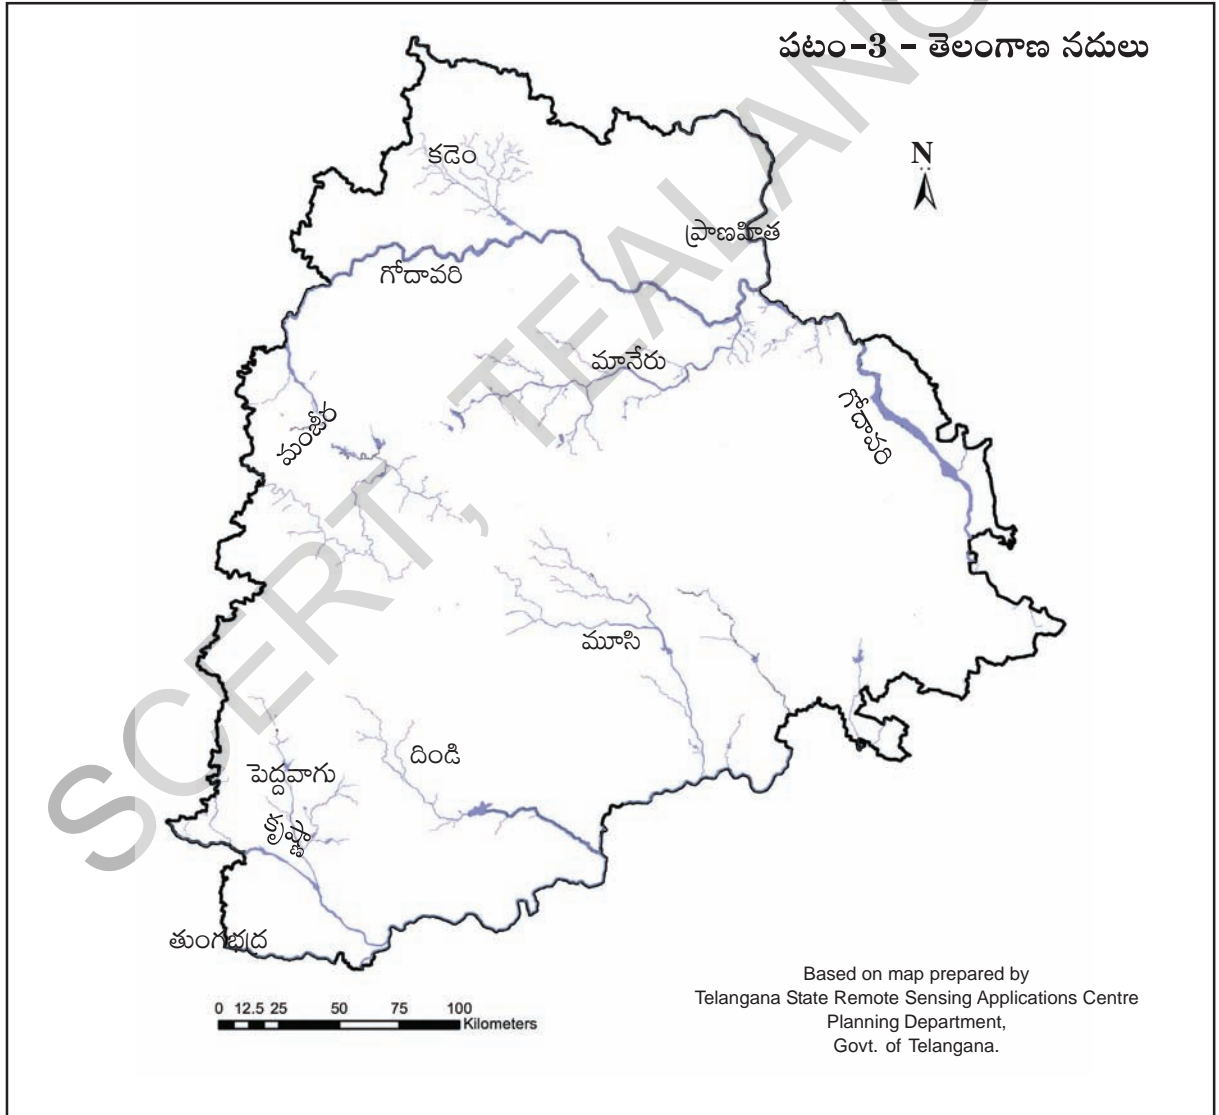 పటం-3 - తెలంగాణ నదులు
N
కడెం
ప్రాణహిత
గోదావరి
మానేరు
గోదావరి
మంజీర
మూసి
దిండి
పెద్దవాగు
కృష్ణా
తుంగభద్ర
0 12.5 25 50 75 100
Kilometers
Based on map prepared by
Telangana State Remote Sensing Applications Centre
Planning Department,
Govt. of Telangana.
SCERT, TEALANG